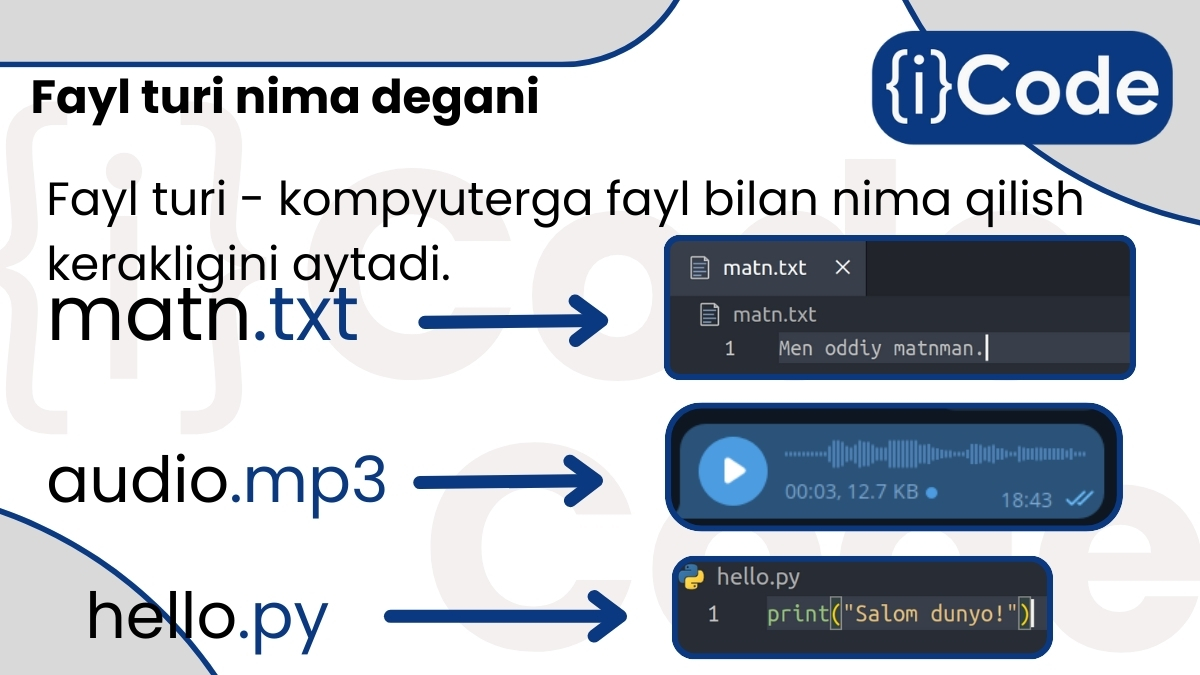 Fayl turi nima degani
{i}Code
Fayl turi - kompyuterga fayl bilan nima qilish
kerakligini aytadi.
matn.txt
matn.txt ×
matn.txt
1 Men oddiy matnman.
audio.mp3
00:03, 12.7 KB
18:43
hello.py
hello.py
1 print("Salom dunyo!")
{i}Code
Code